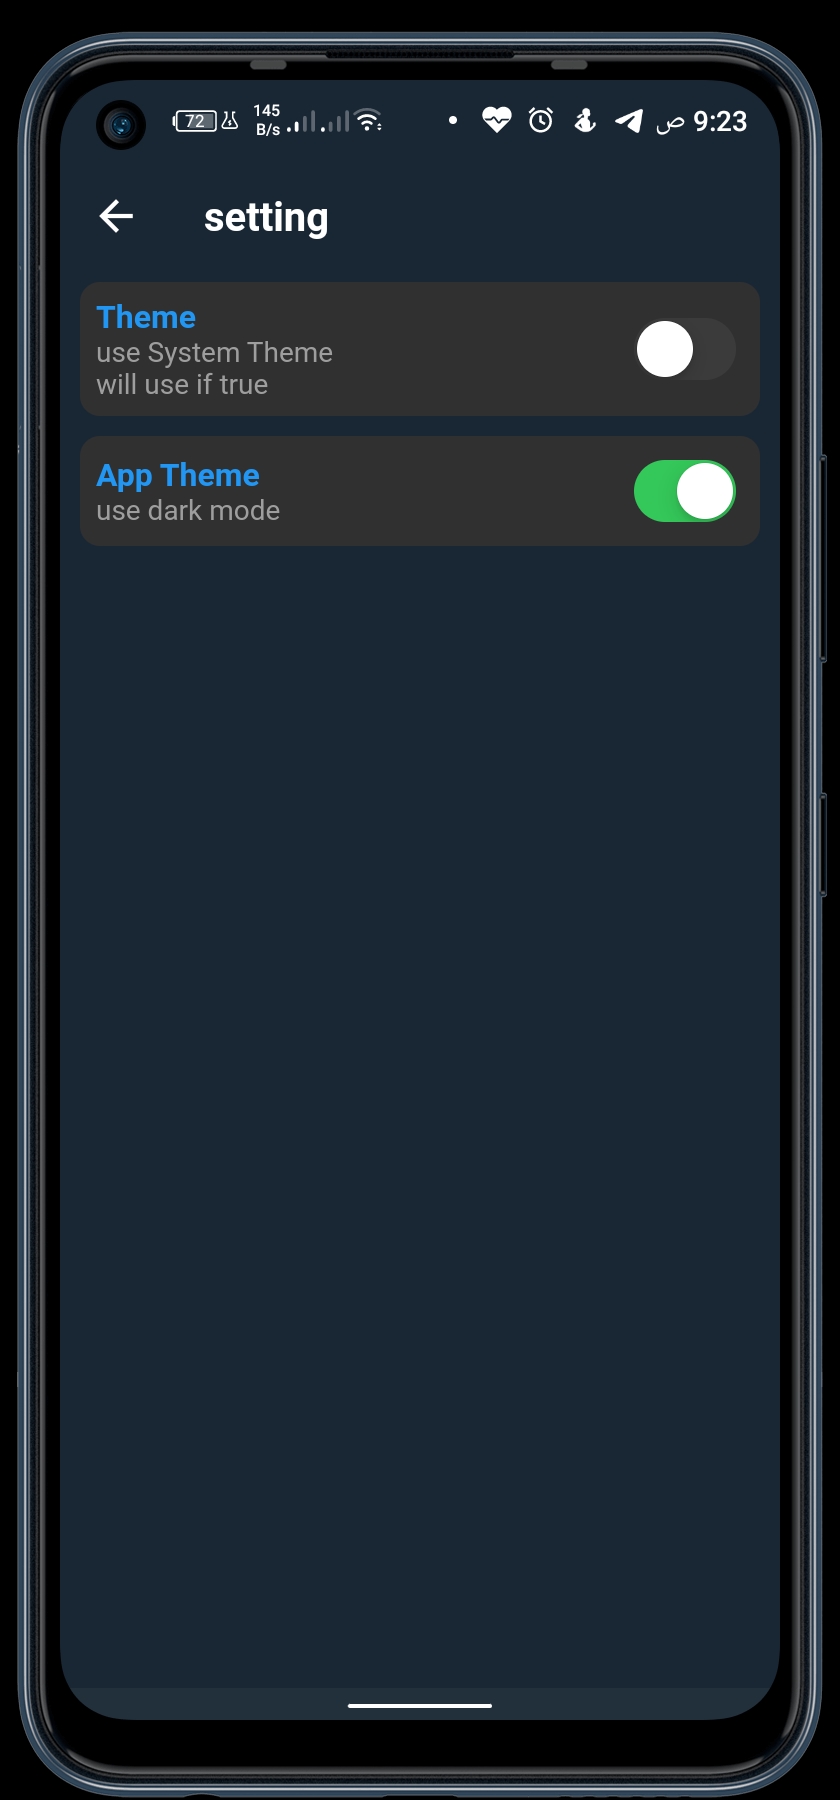 72
145
B/s
9:23 ص
setting
Theme
use System Theme
will use if true
App Theme
use dark mode